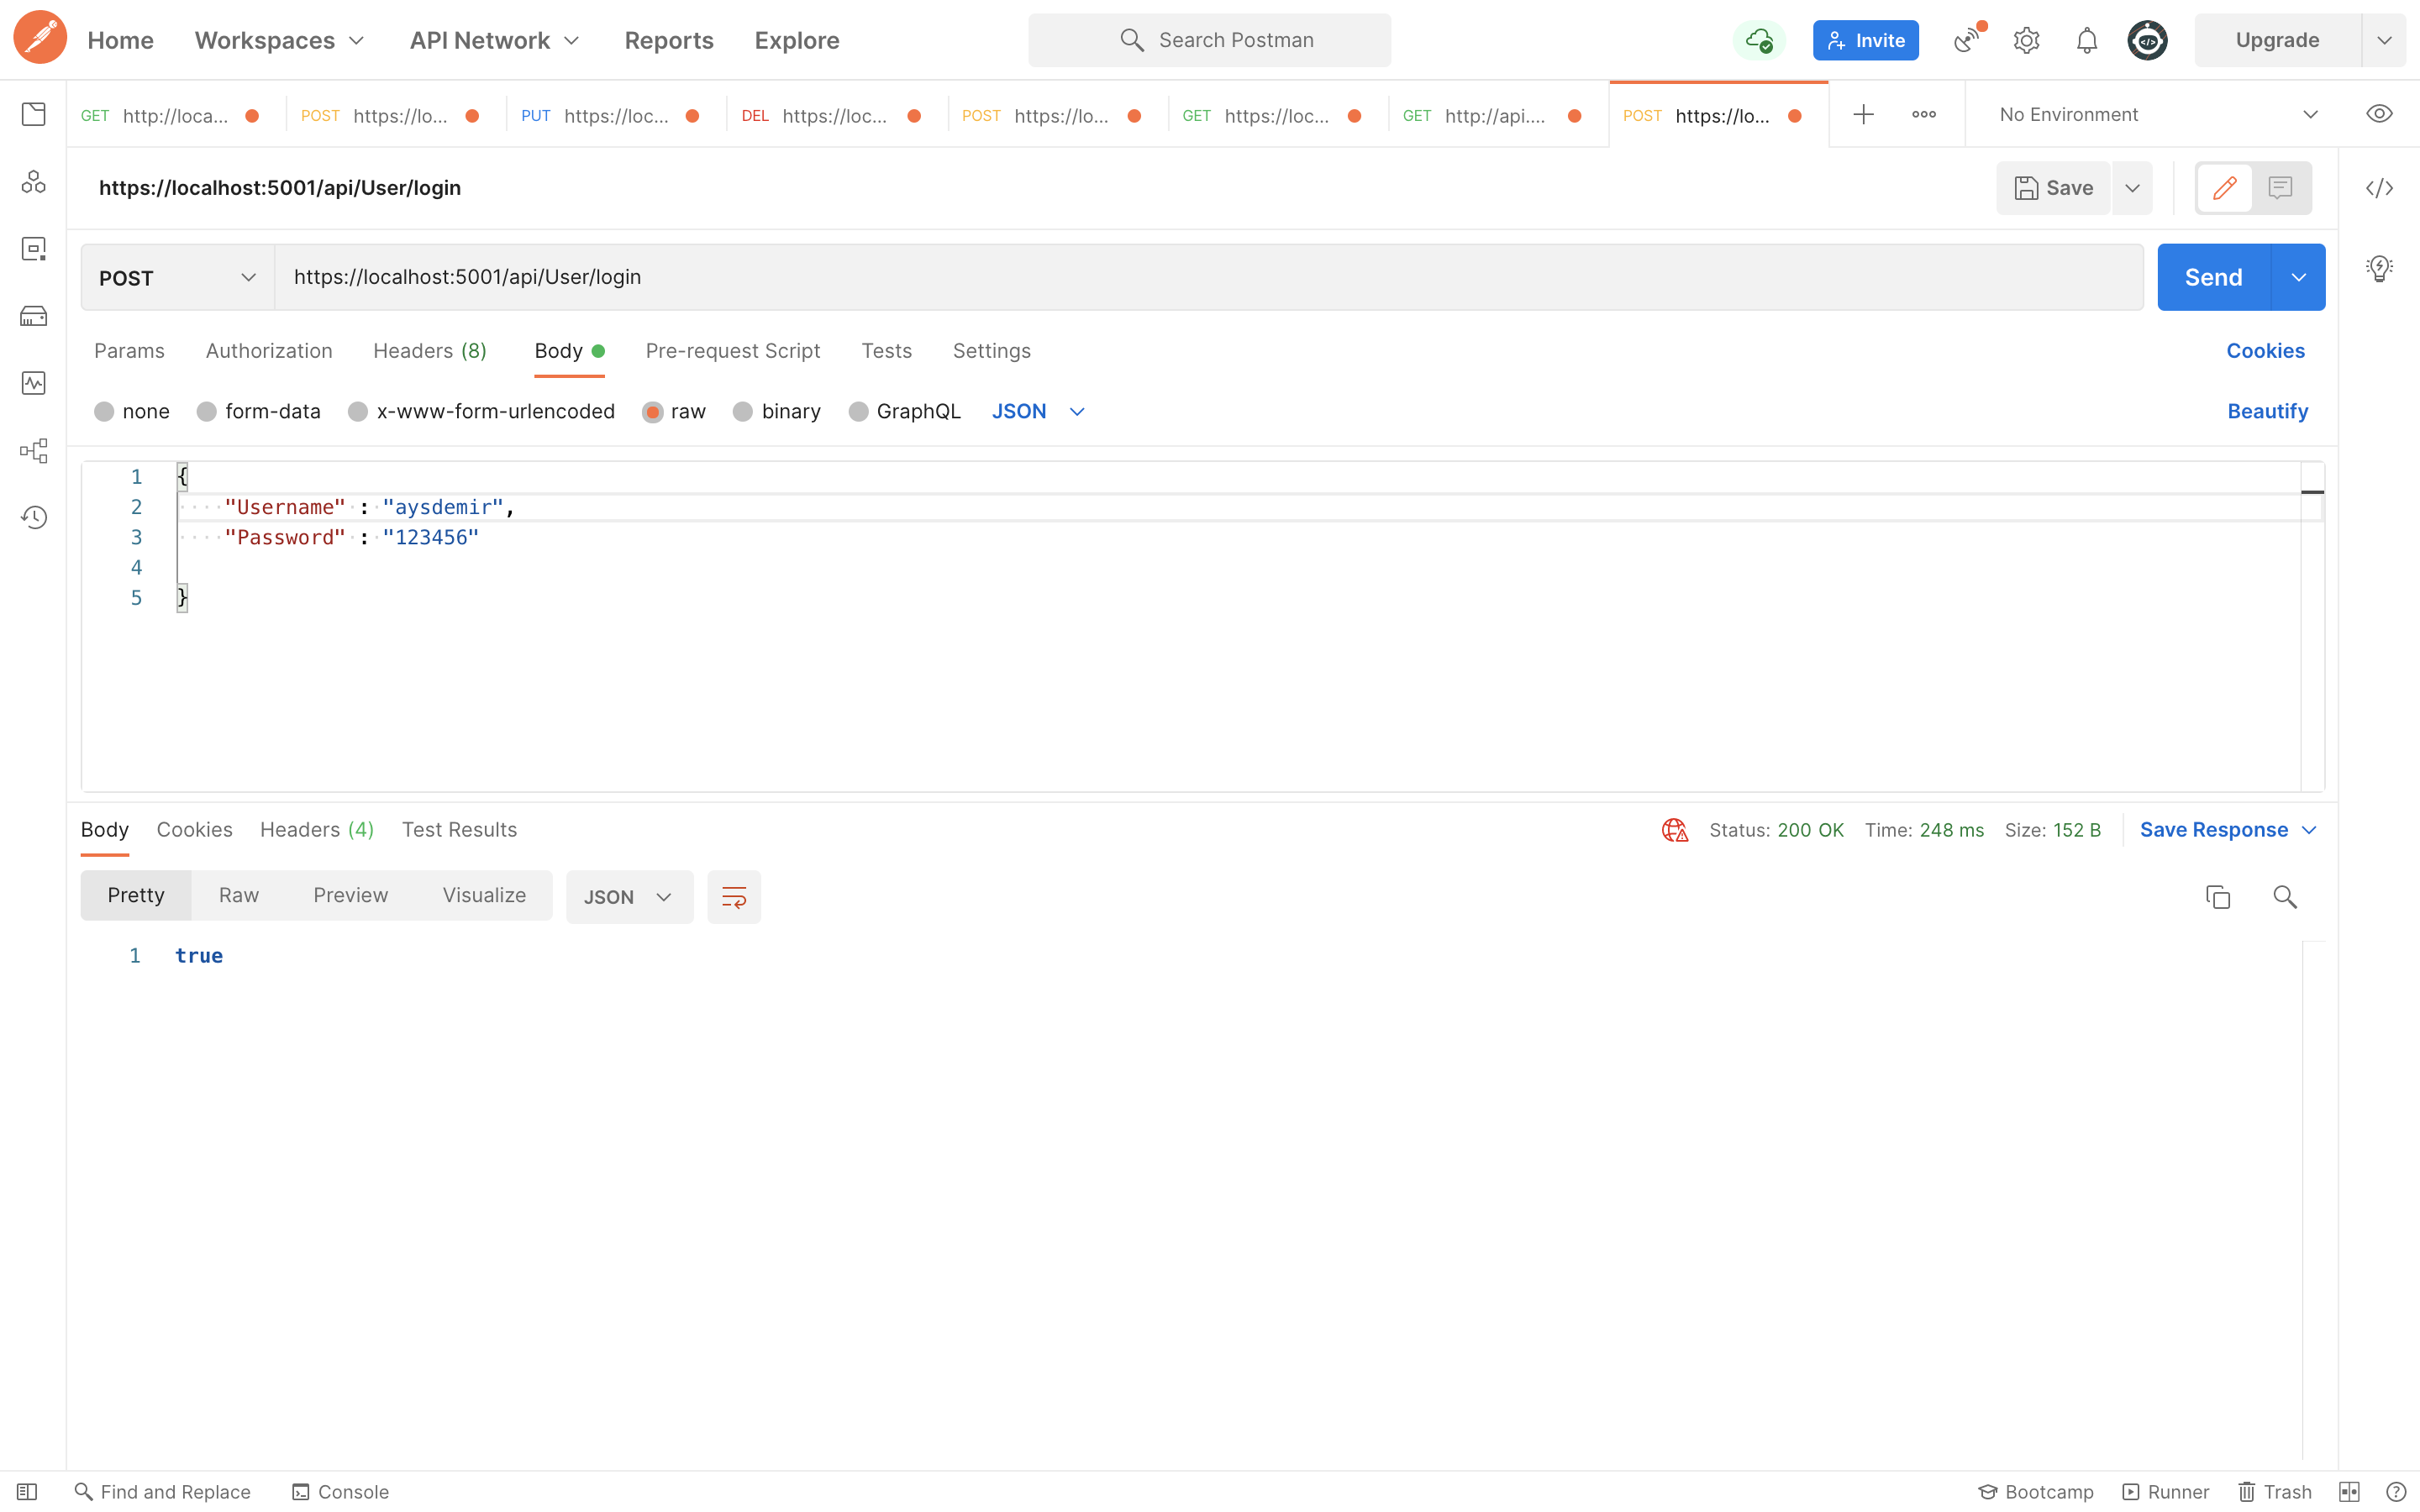 Home Workspaces API Network Reports Explore Search Postman Invite Upgrade
GET http://loca... POST https://lo... PUT https://loc... DEL https://loc... POST https://lo... GET https://loc... GET http://api.... POST https://lo... No Environment
https://localhost:5001/api/User/login Save
POST https://localhost:5001/api/User/login Send
Params Authorization Headers (8) Body Pre-request Script Tests Settings Cookies
none form-data x-www-form-urlencoded raw binary GraphQL JSON Beautify
1 {
2 "Username" : "aysdemir",
3 "Password" : "123456"
4
5 }
Body Cookies Headers (4) Test Results Status: 200 OK Time: 248 ms Size: 152 B Save Response
Pretty Raw Preview Visualize JSON
1 true
Find and Replace Console Bootcamp Runner Trash